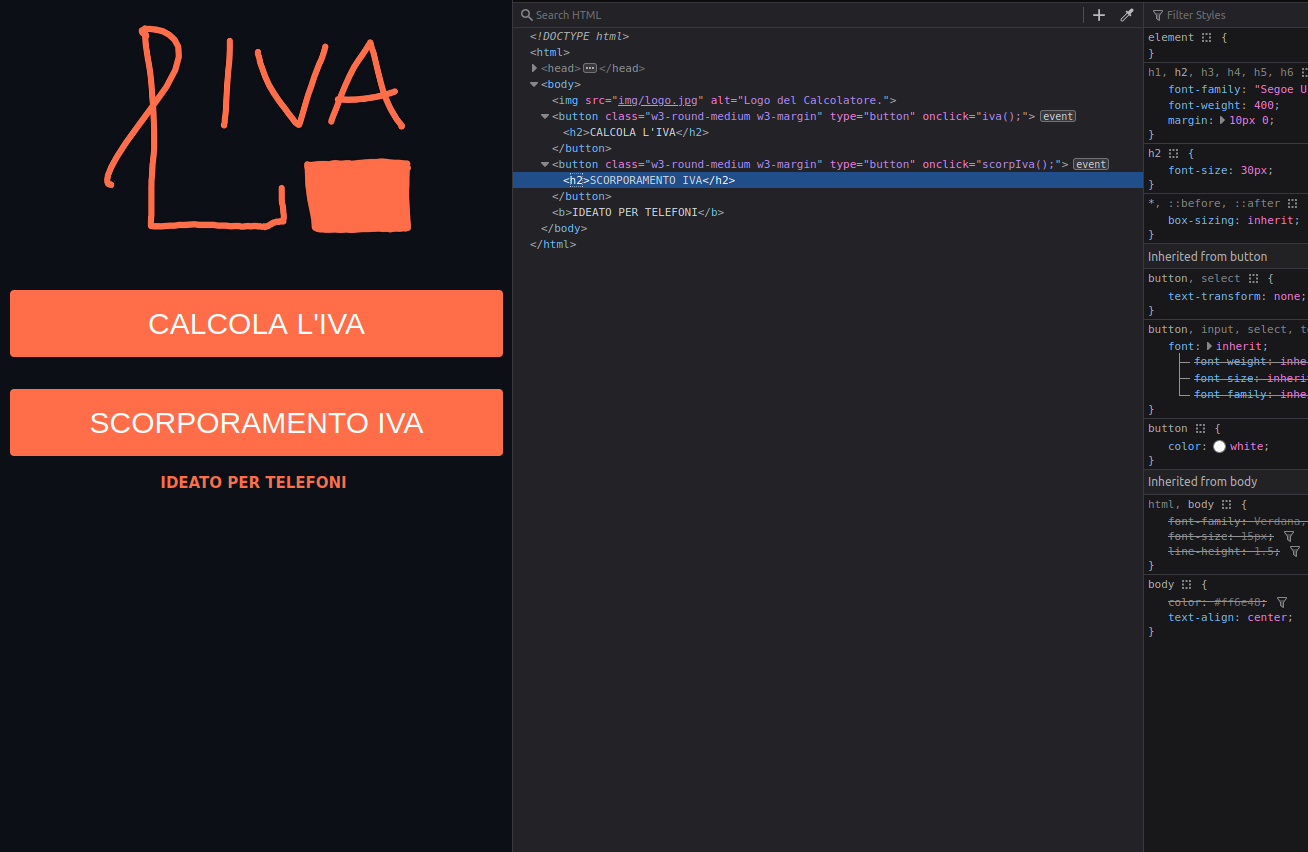 PIVA
CALCOLA L'IVA
SCORPORAMENTO IVA
IDEATO PER TELEFONI
Search HTML
<!DOCTYPE html>
<html>
<head> </head>
<body>
<img src="img/logo.jpg" alt="Logo del Calcolatore.">
<button class="w3-round-medium w3-margin" type="button" onclick="iva();"> event
<h2>CALCOLA L'IVA</h2>
</button>
<button class="w3-round-medium w3-margin" type="button" onclick="scorpIva();"> event
<h2>SCORPORAMENTO IVA</h2>
</button>
<b>IDEATO PER TELEFONI</b>
</body>
</html>
Filter Styles
element {
}
h1, h2, h3, h4, h5, h6
font-family: "Segoe U
font-weight: 400;
margin: 10px 0;
}
h2 {
font-size: 30px;
}
*, ::before, ::after
box-sizing: inherit;
}
Inherited from button
button, select {
text-transform: none;
}
button, input, select, t
font: inherit;
font-weight: inhe
font-size: inheri
font-family: inhe
}
button {
color: white;
}
Inherited from body
html, body {
font-family: Verdana,
font-size: 15px;
line-height: 1.5;
}
body {
color: #ff6e48;
text-align: center;
}